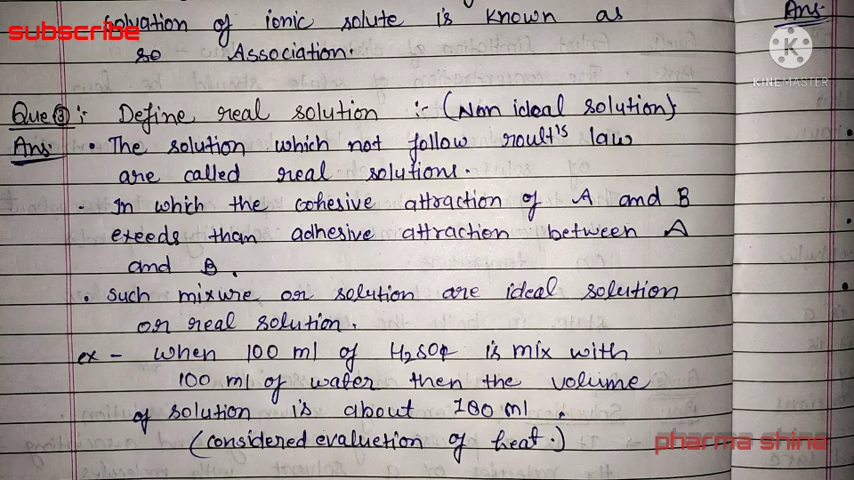 solvation of ionic solute is known as
subscribe
so Association.
Ans.
K
KINEMASTER
Que③:- Define real solution :- (Non ideal solution)
Ans. • The solution which not follow roult's law
are called real solutions.
- In which the cohesive attraction of A and B
exeeds than adhesive attraction between A
and B.
• Such mixure or solution are ideal solution
or real solution.
ex - When 100 ml of H₂SO₄ is mix with
100 ml of water then the volume
of solution is about 180 ml.
(considered evaluetion of heat.)
pharma shine